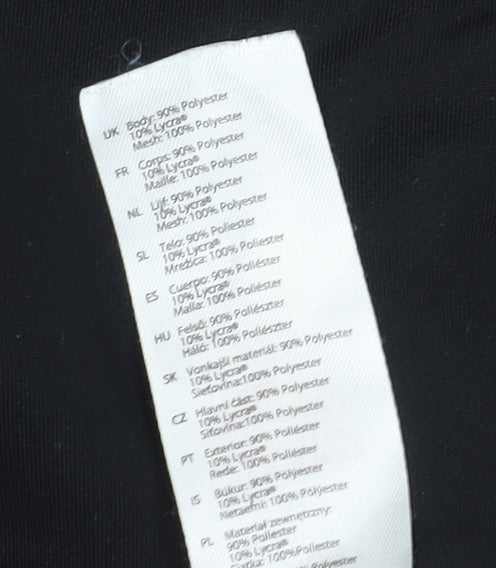 UK Body: 90% Polyester
10% Lycra®
Mesh: 100% Polyester
FR Corps: 90% Polyester
10% Lycra®
Maille: 100% Polyester
NL Lijf: 90% Polyester
10% Lycra®
Mesh: 100% Polyester
SL Telo: 90% Poliester
10% Lycra®
Mrežica: 100% Poliester
ES Cuerpo: 90% Poliéster
10% Lycra®
Malla: 100% Poliéster
HU Felső: 90% Poliészter
10% Lycra®
Háló: 100% Poliészter
SK Vonkajší materiál: 90% Polyester
10% Lycra®
Sieťovina:100% Polyester
CZ Hlavní část: 90% Polyester
10% Lycra®
Síťovina:100% Polyester
PT Exterior: 90% Poliéster
10% Lycra®
Rede: 100% Poliéster
IS Búkur: 90% Pólýester
10% Lycra®
Netaefni: 100% Pólýester
PL Materiał zewnętrzny:
90% Poliester
10% Lycra®
Siatka: 100%Poliester
Polyester